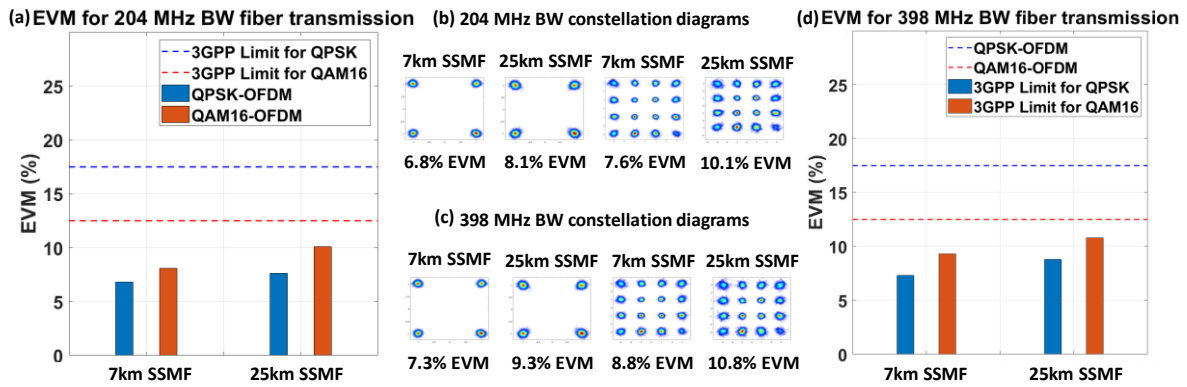 (a) EVM for 204 MHz BW fiber transmission
3GPP Limit for QPSK
3GPP Limit for QAM16
QPSK-OFDM
QAM16-OFDM
EVM (%)
25
20
15
10
5
0
7km SSMF 25km SSMF
(b) 204 MHz BW constellation diagrams
7km SSMF 25km SSMF 7km SSMF 25km SSMF
6.8% EVM 8.1% EVM 7.6% EVM 10.1% EVM
(c) 398 MHz BW constellation diagrams
7km SSMF 25km SSMF 7km SSMF 25km SSMF
7.3% EVM 9.3% EVM 8.8% EVM 10.8% EVM
(d) EVM for 398 MHz BW fiber transmission
QPSK-OFDM
QAM16-OFDM
3GPP Limit for QPSK
3GPP Limit for QAM16
EVM (%)
25
20
15
10
5
0
7km SSMF 25km SSMF